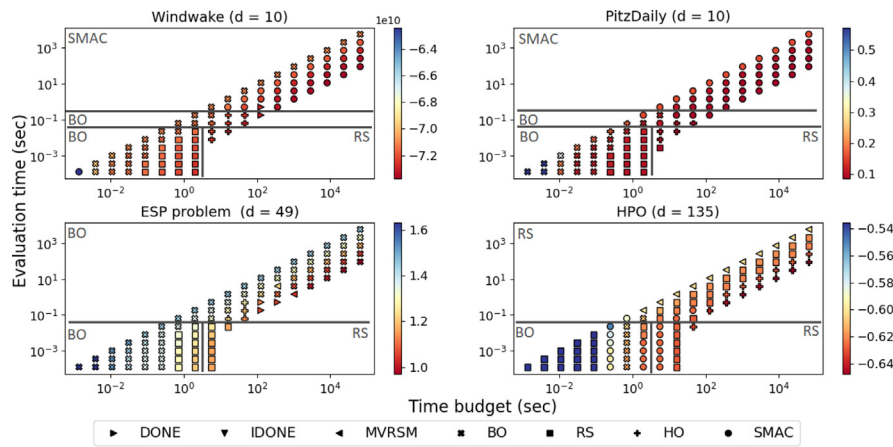 Windwake (d = 10)
1e10
PitzDaily (d = 10)
SMAC
BO
BO
RS
10³
10¹
10⁻¹
10⁻³
10⁻²
10⁰
10²
10⁴
−6.4
−6.6
−6.8
−7.0
−7.2
SMAC
BO
BO
RS
10³
10¹
10⁻¹
10⁻³
10⁻²
10⁰
10²
10⁴
0.5
0.4
0.3
0.2
0.1
Evaluation time (sec)
ESP problem (d = 49)
HPO (d = 135)
BO
BO
RS
10³
10¹
10⁻¹
10⁻³
10⁻²
10⁰
10²
10⁴
1.6
1.4
1.2
1.0
RS
BO
RS
10³
10¹
10⁻¹
10⁻³
10⁻²
10⁰
10²
10⁴
−0.54
−0.56
−0.58
−0.60
−0.62
−0.64
Time budget (sec)
DONE IDONE MVRSM BO RS HO SMAC